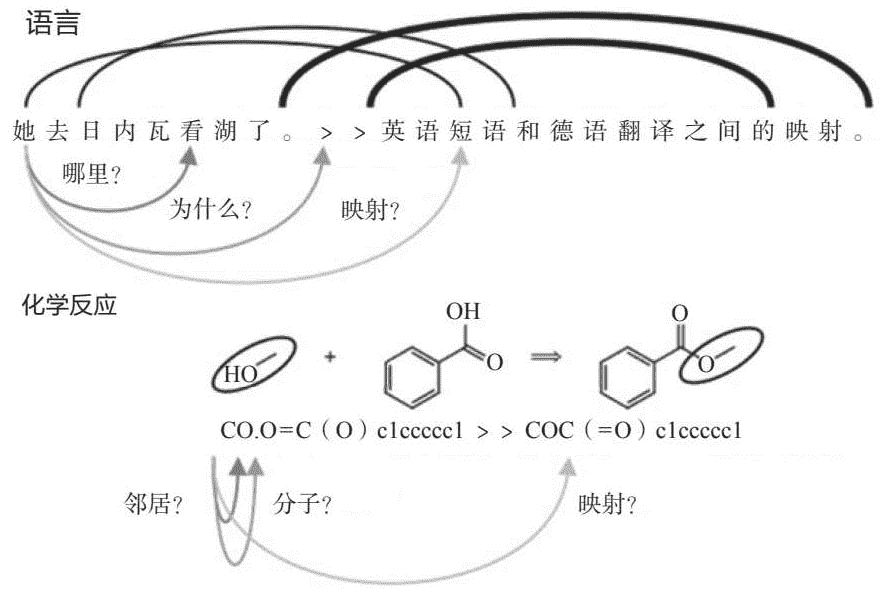 语言
她去日内瓦看湖了。>>英语短语和德语翻译之间的映射。
哪里?
为什么? 映射?
化学反应
HO + OH O ⇒ O O
CO.O=C（O）c1ccccc1 >> COC（=O）c1ccccc1
邻居? 分子? 映射?